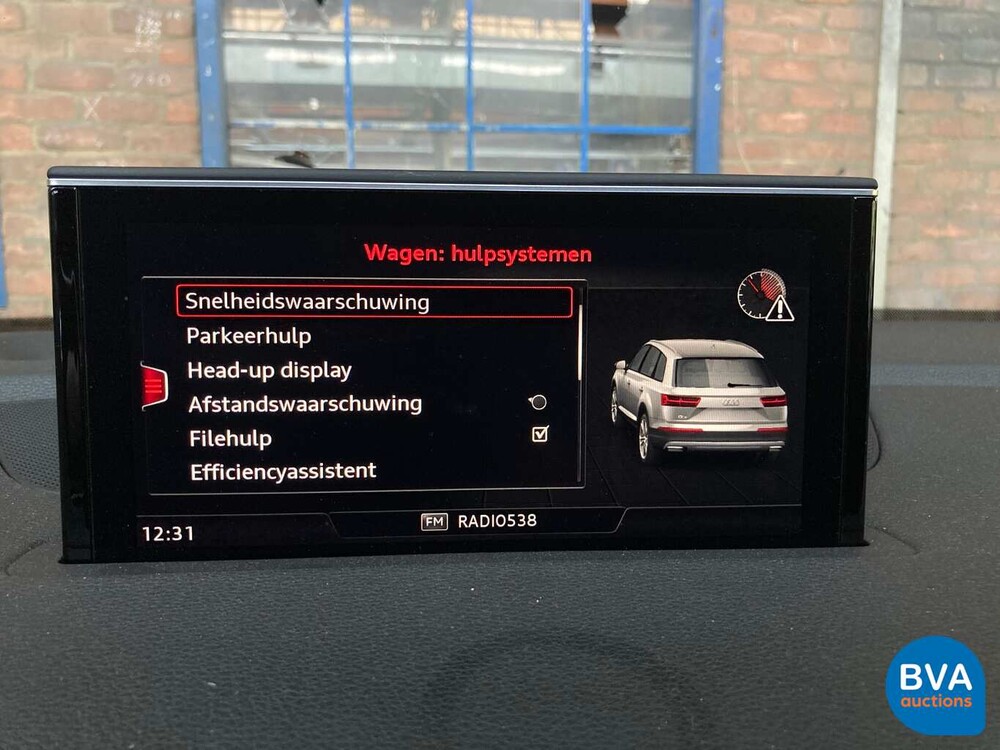 Wagen: hulpsystemen
Snelheidswaarschuwing
Parkeerhulp
Head-up display
Afstandswaarschuwing
Filehulp
Efficiencyassistent
12:31
FM RADIO538
BVA
auctions